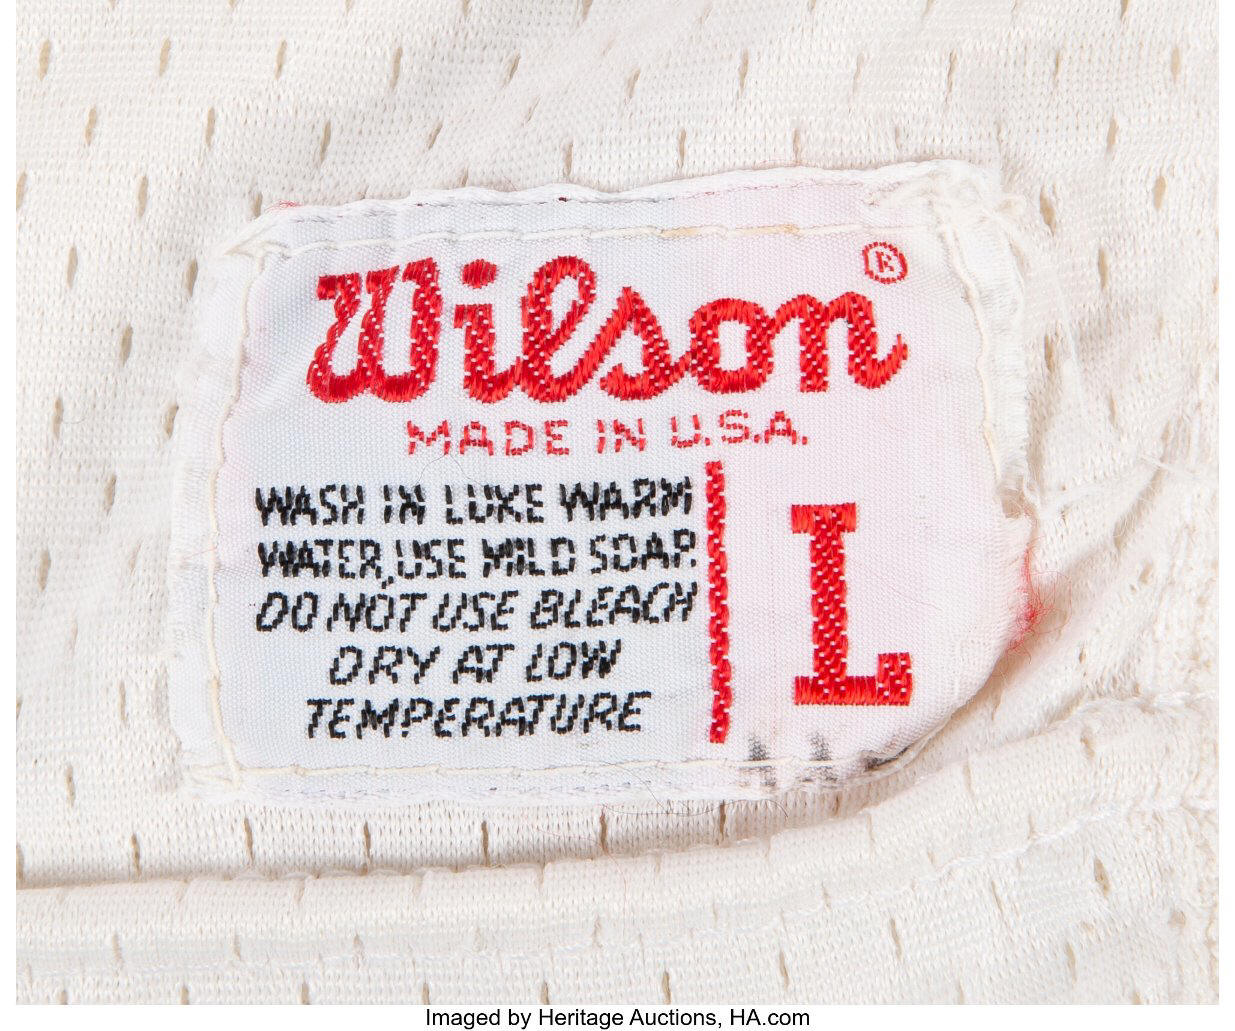 Wilson®
MADE IN U.S.A.
WASH IN LUKE WARM
WATER, USE MILD SOAP.
DO NOT USE BLEACH
DRY AT LOW
TEMPERATURE
L
Imaged by Heritage Auctions, HA.com